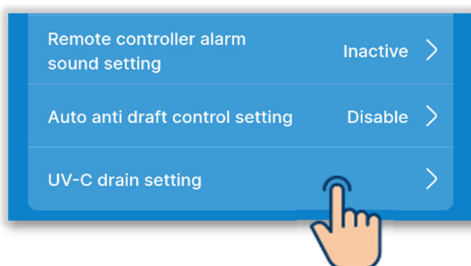 Remote controller alarm
sound setting
Inactive
Auto anti draft control setting
Disable
UV-C drain setting